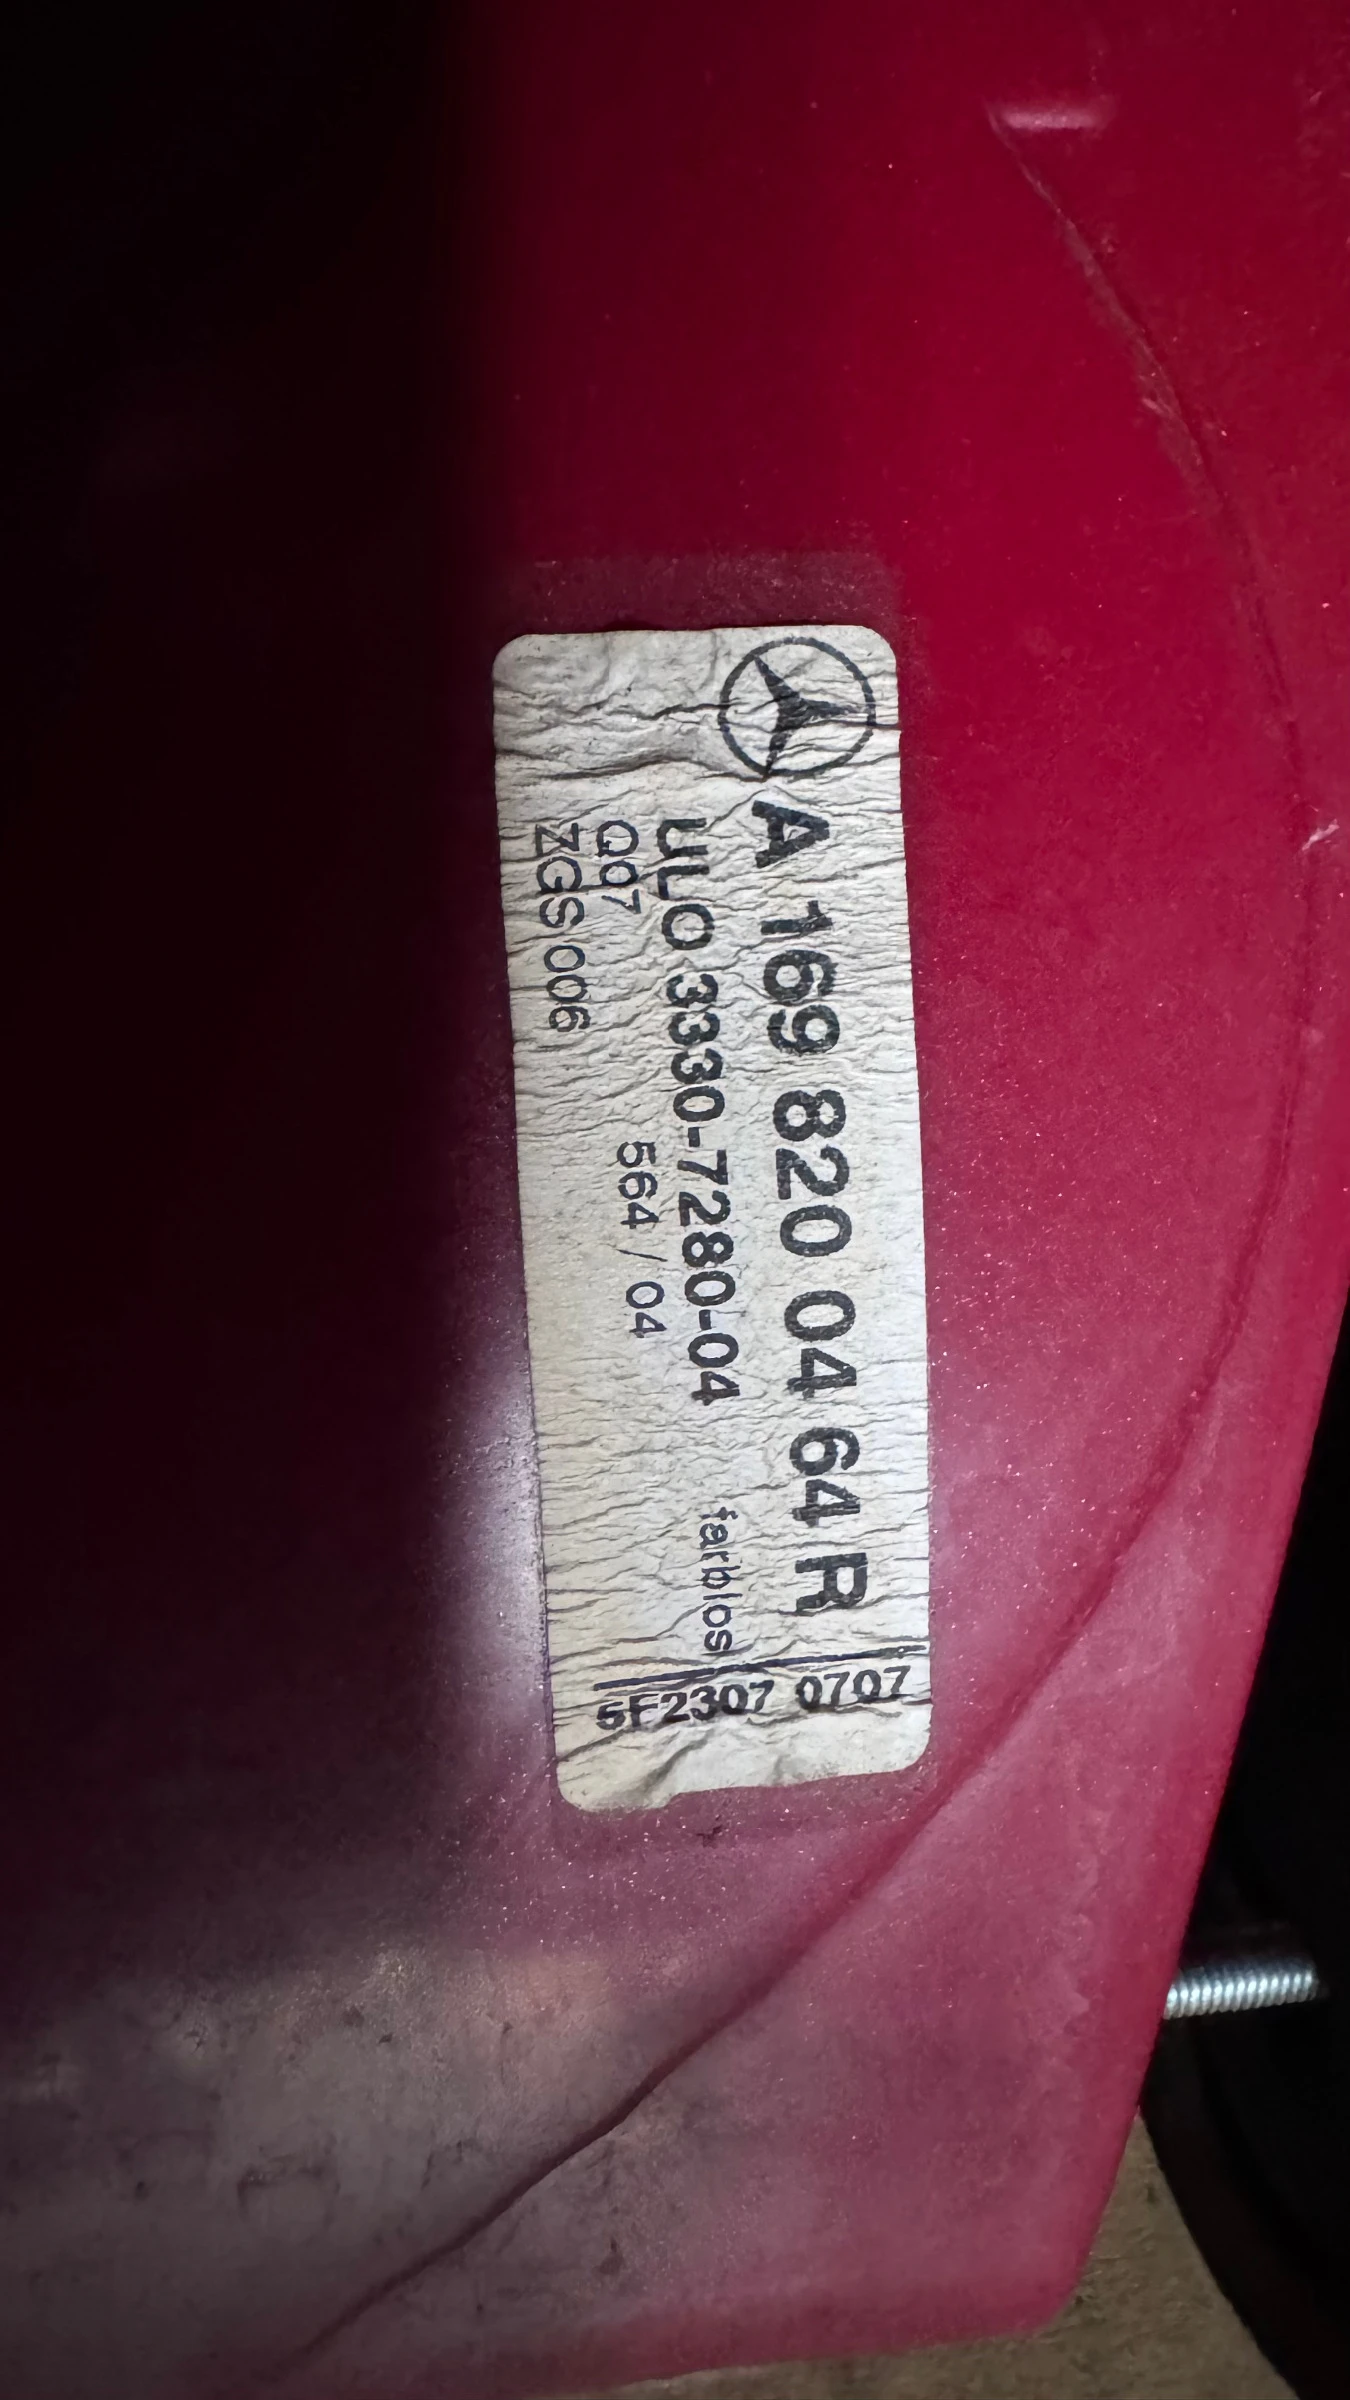 A 169 820 04 64 R
ULO 3330-7280-04 farblos
Q07 564 / 04
ZGS 006
5F2307 0707